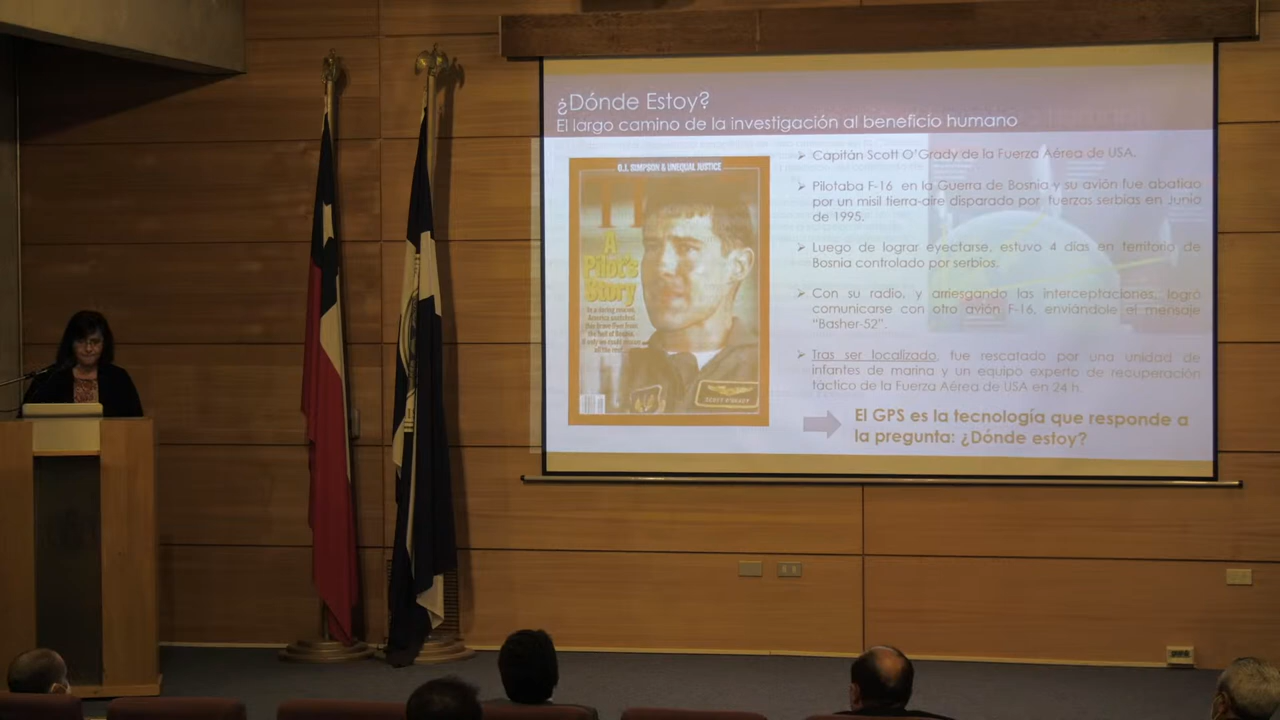 ¿Dónde Estoy?
El largo camino de la investigación al beneficio humano
O.J. SIMPSON & UNEQUAL JUSTICE
A
Pilot's
Story
➤ Capitán Scott O'Grady de la Fuerza Aérea de USA.
➤ Pilotaba F-16 en la Guerra de Bosnia y su avión fue abatido
por un misil tierra-aire disparado por fuerzas serbias en Junio
de 1995.
➤ Luego de lograr eyectarse, estuvo 4 días en territorio de
Bosnia controlado por serbios.
➤ Con su radio, y arriesgando las interceptaciones, logró
comunicarse con otro avión F-16, enviándole el mensaje
"Basher-52".
➤ Tras ser localizado, fue rescatado por una unidad de
infantes de marina y un equipo experto de recuperación
táctico de la Fuerza Aérea de USA en 24 h.
El GPS es la tecnología que responde a
la pregunta: ¿Dónde estoy?